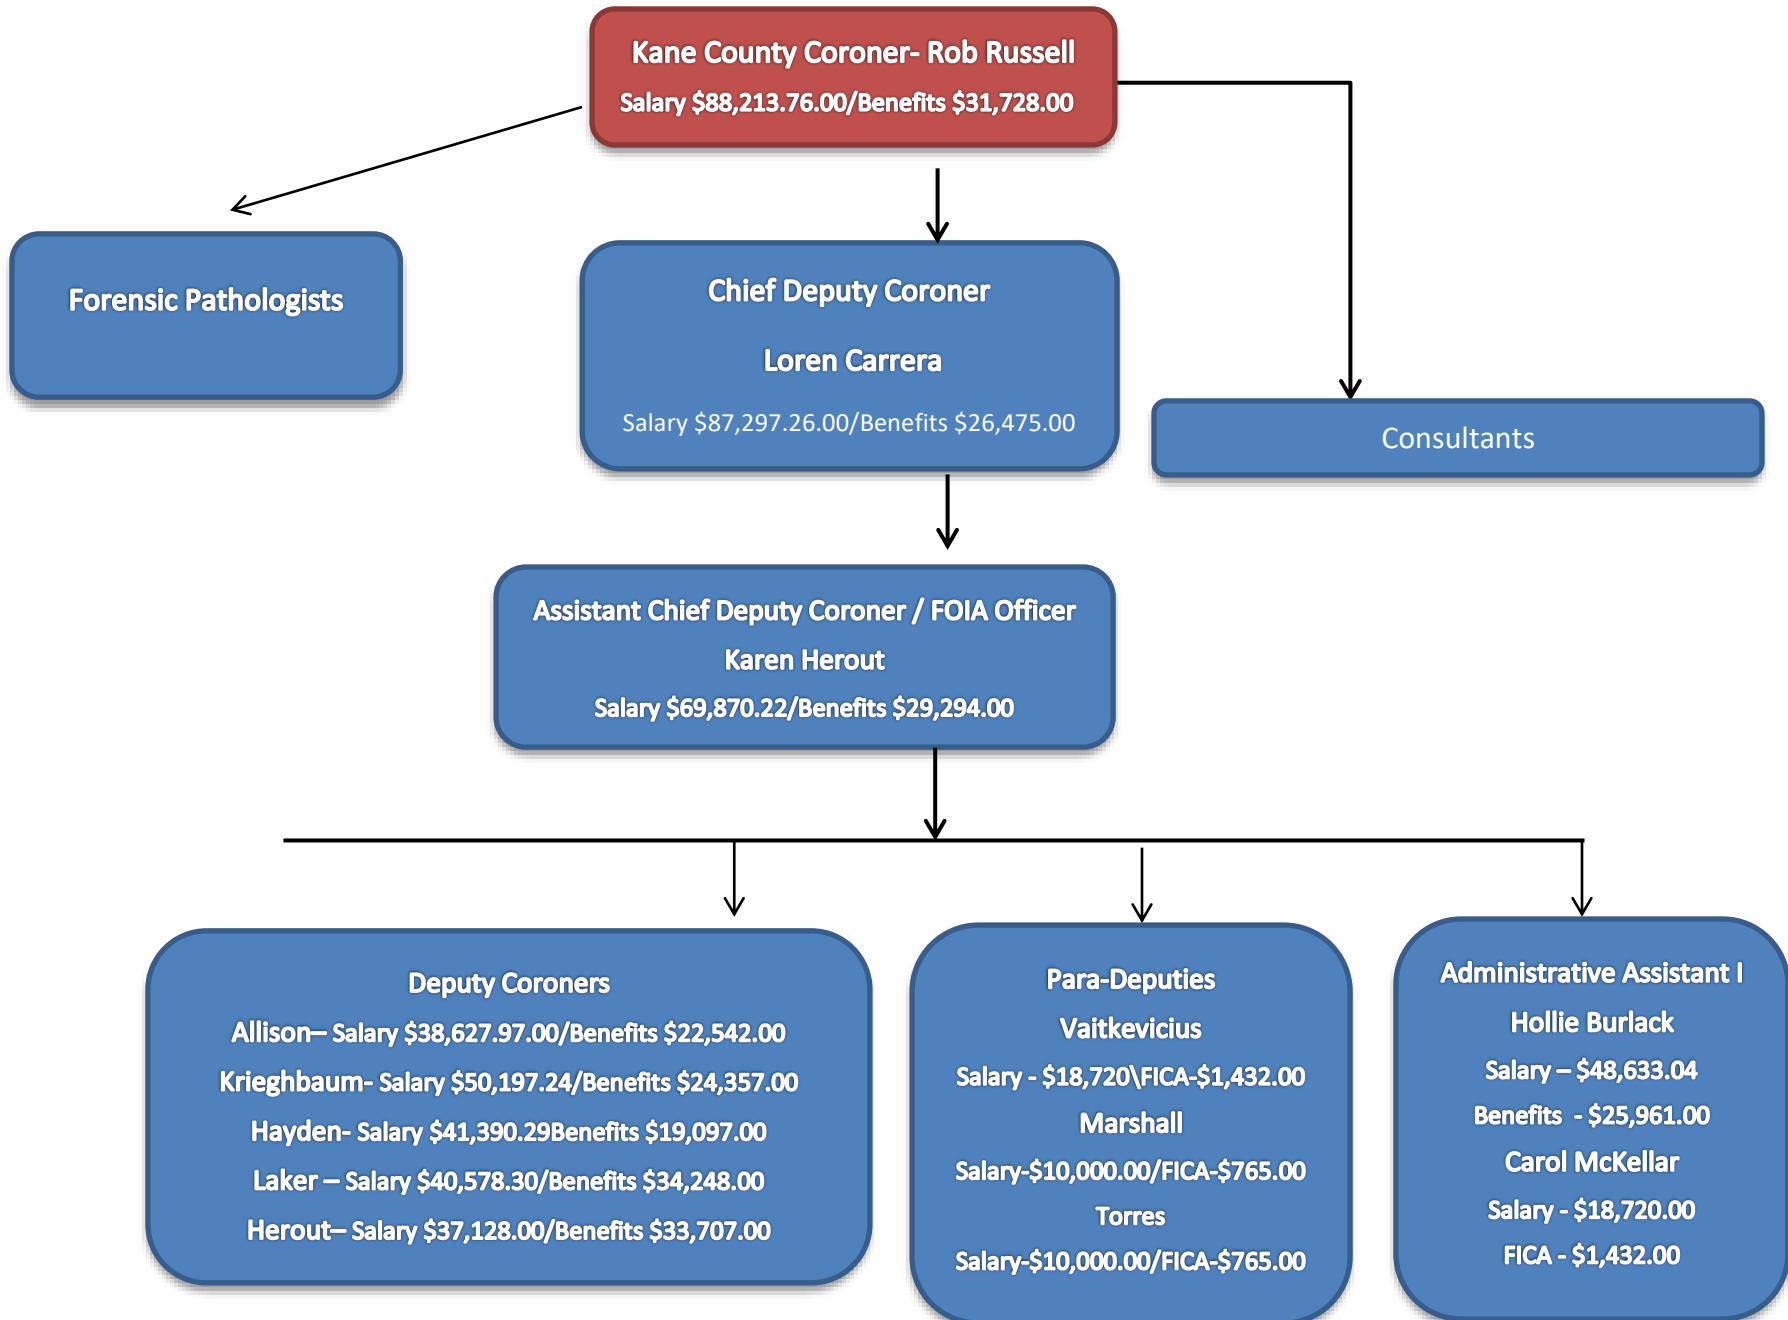 Kane County Coroner- Rob Russell
Salary $88,213.76.00/Benefits $31,728.00
Forensic Pathologists
Chief Deputy Coroner
Loren Carrera
Salary $87,297.26.00/Benefits $26,475.00
Consultants
Assistant Chief Deputy Coroner / FOIA Officer
Karen Herout
Salary $69,870.22/Benefits $29,294.00
Deputy Coroners
Allison– Salary $38,627.97.00/Benefits $22,542.00
Krieghbaum- Salary $50,197.24/Benefits $24,357.00
Hayden- Salary $41,390.29Benefits $19,097.00
Laker – Salary $40,578.30/Benefits $34,248.00
Herout– Salary $37,128.00/Benefits $33,707.00
Para-Deputies
Vaitkevicius
Salary - $18,720\FICA-$1,432.00
Marshall
Salary-$10,000.00/FICA-$765.00
Torres
Salary-$10,000.00/FICA-$765.00
Administrative Assistant I
Hollie Burlack
Salary – $48,633.04
Benefits  - $25,961.00
Carol McKellar
Salary - $18,720.00
FICA - $1,432.00